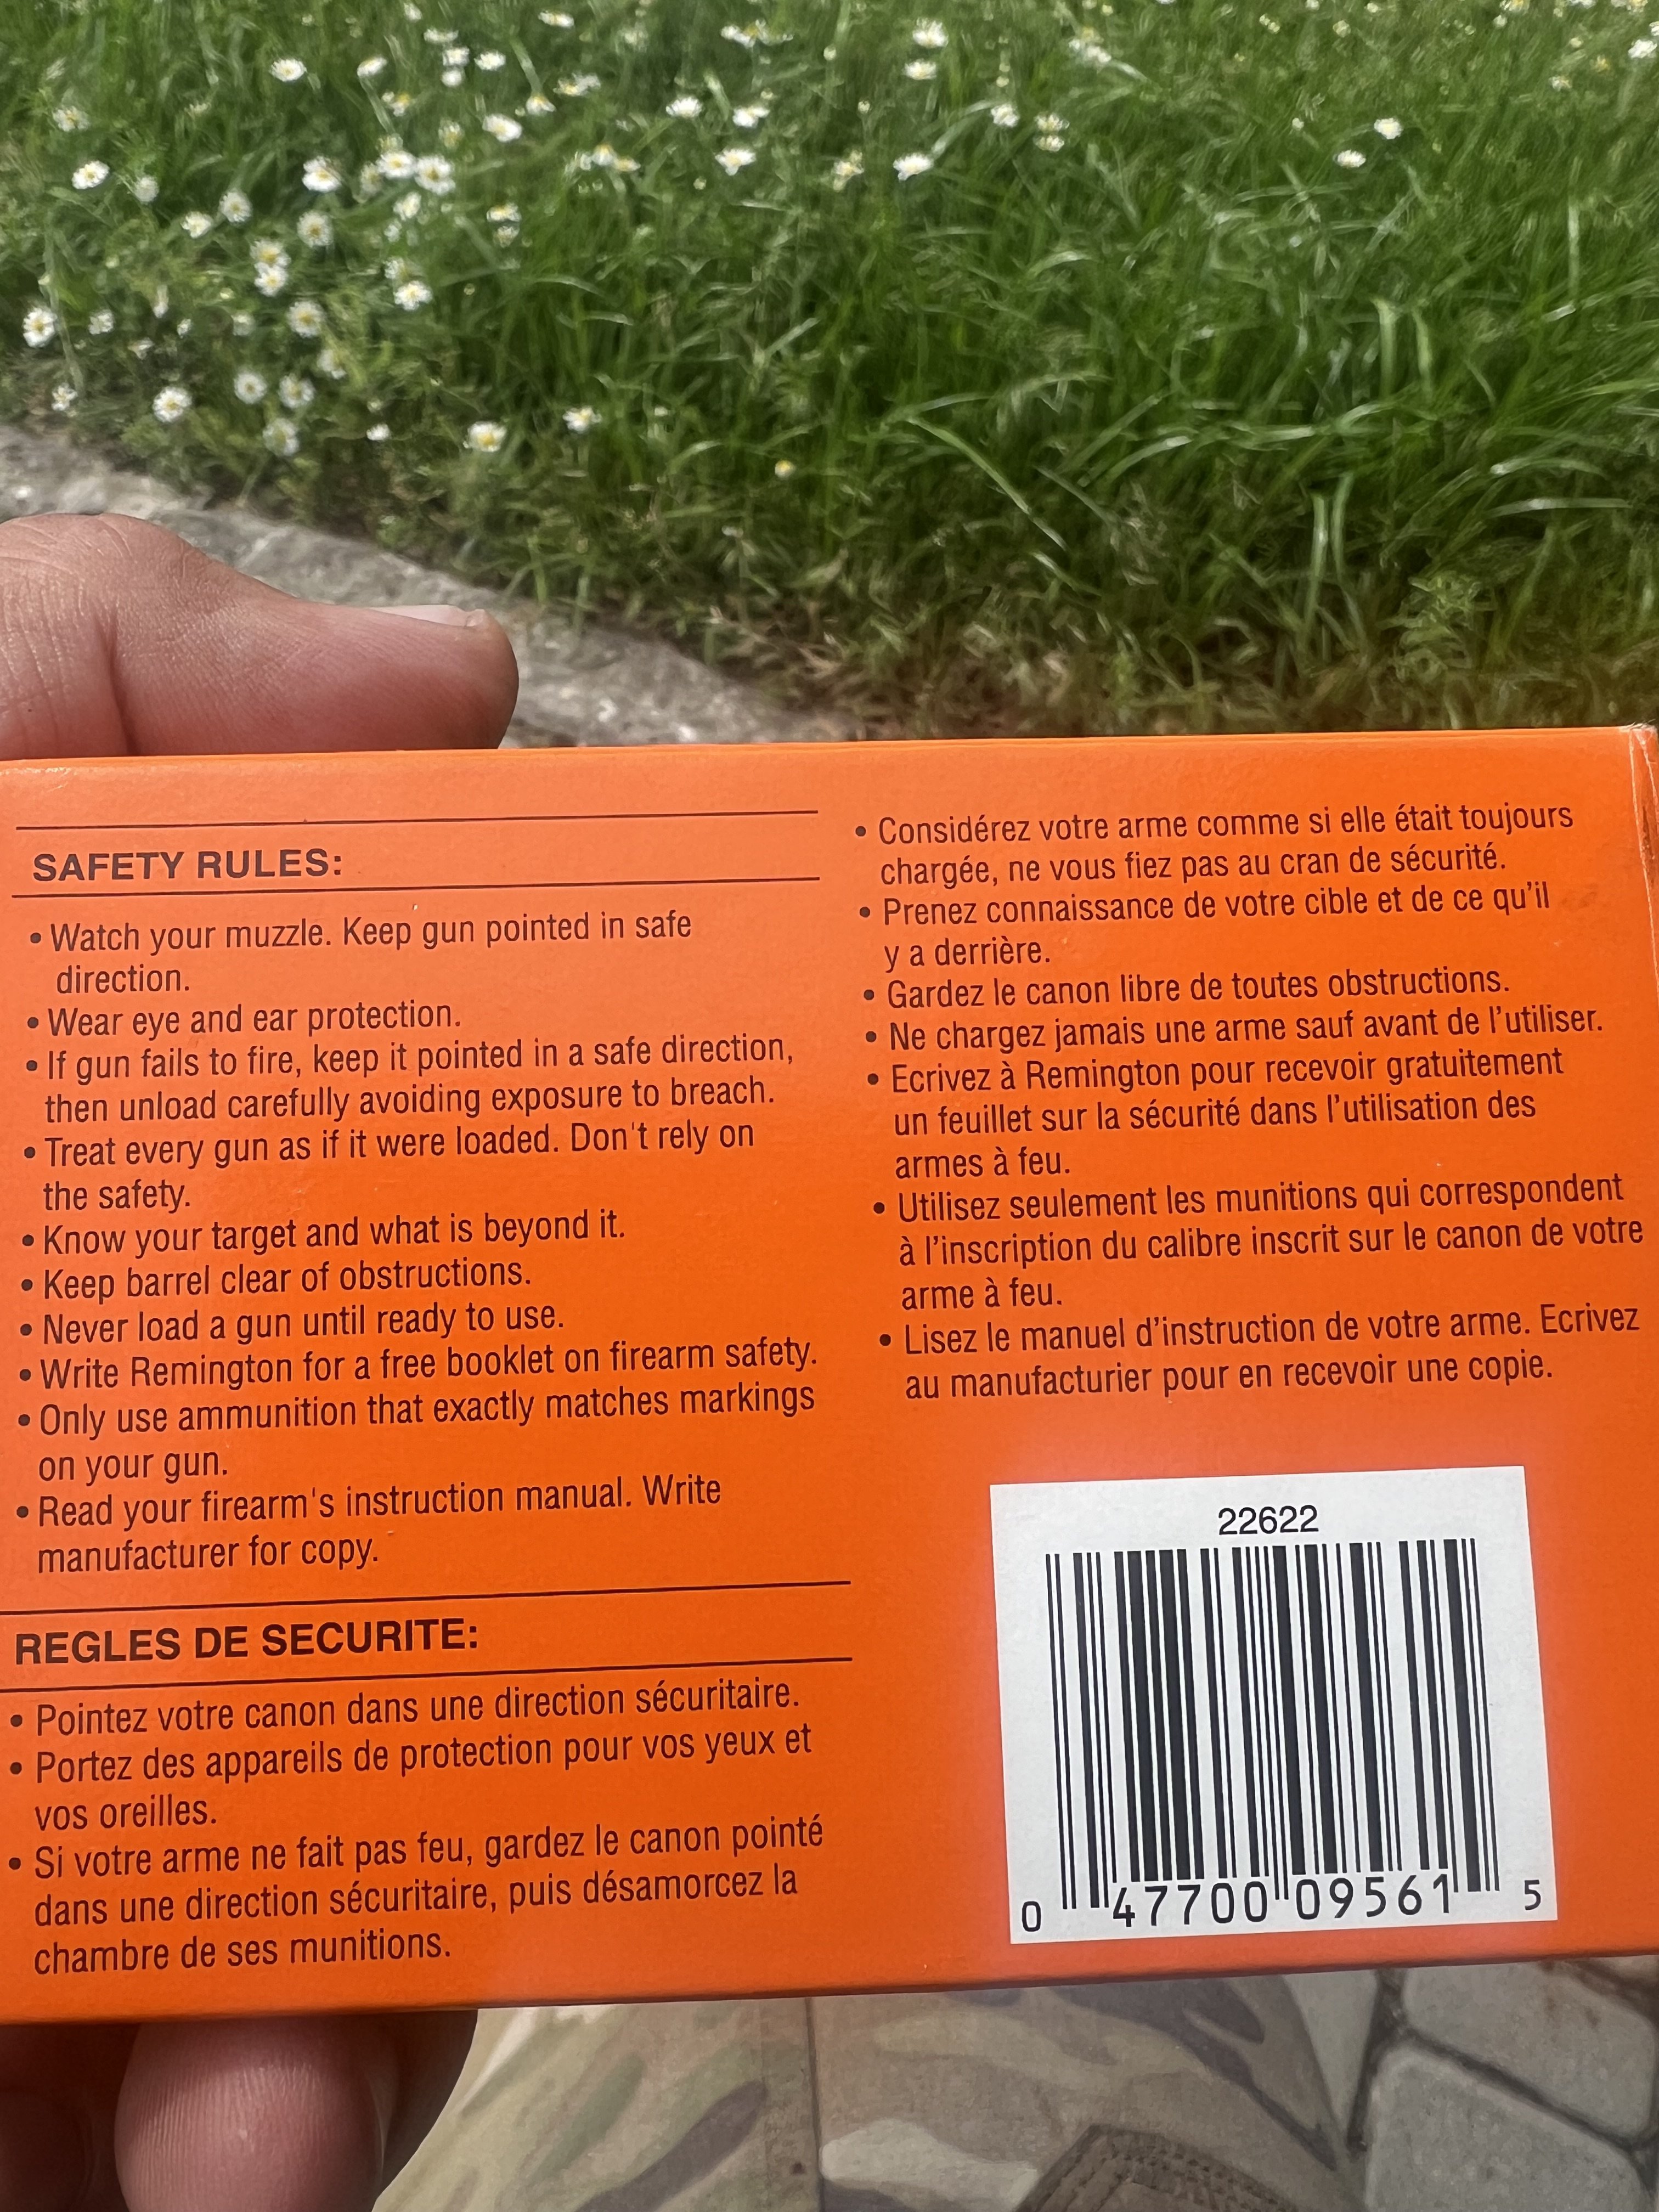 SAFETY RULES:
• Watch your muzzle. Keep gun pointed in safe
direction.
• Wear eye and ear protection.
• If gun fails to fire, keep it pointed in a safe direction,
then unload carefully avoiding exposure to breach.
• Treat every gun as if it were loaded. Don't rely on
the safety.
• Know your target and what is beyond it.
• Keep barrel clear of obstructions.
• Never load a gun until ready to use.
• Write Remington for a free booklet on firearm safety.
• Only use ammunition that exactly matches markings
on your gun.
• Read your firearm's instruction manual. Write
manufacturer for copy.
REGLES DE SECURITE:
• Pointez votre canon dans une direction sécuritaire.
• Portez des appareils de protection pour vos yeux et
vos oreilles.
• Si votre arme ne fait pas feu, gardez le canon pointé
dans une direction sécuritaire, puis désamorcez la
chambre de ses munitions.
• Considérez votre arme comme si elle était toujours
chargée, ne vous fiez pas au cran de sécurité.
• Prenez connaissance de votre cible et de ce qu'il
y a derrière.
• Gardez le canon libre de toutes obstructions.
• Ne chargez jamais une arme sauf avant de l'utiliser.
• Ecrivez à Remington pour recevoir gratuitement
un feuillet sur la sécurité dans l'utilisation des
armes à feu.
• Utilisez seulement les munitions qui correspondent
à l'inscription du calibre inscrit sur le canon de votre
arme à feu.
• Lisez le manuel d'instruction de votre arme. Ecrivez
au manufacturier pour en recevoir une copie.
22622
0 47700 09561 5